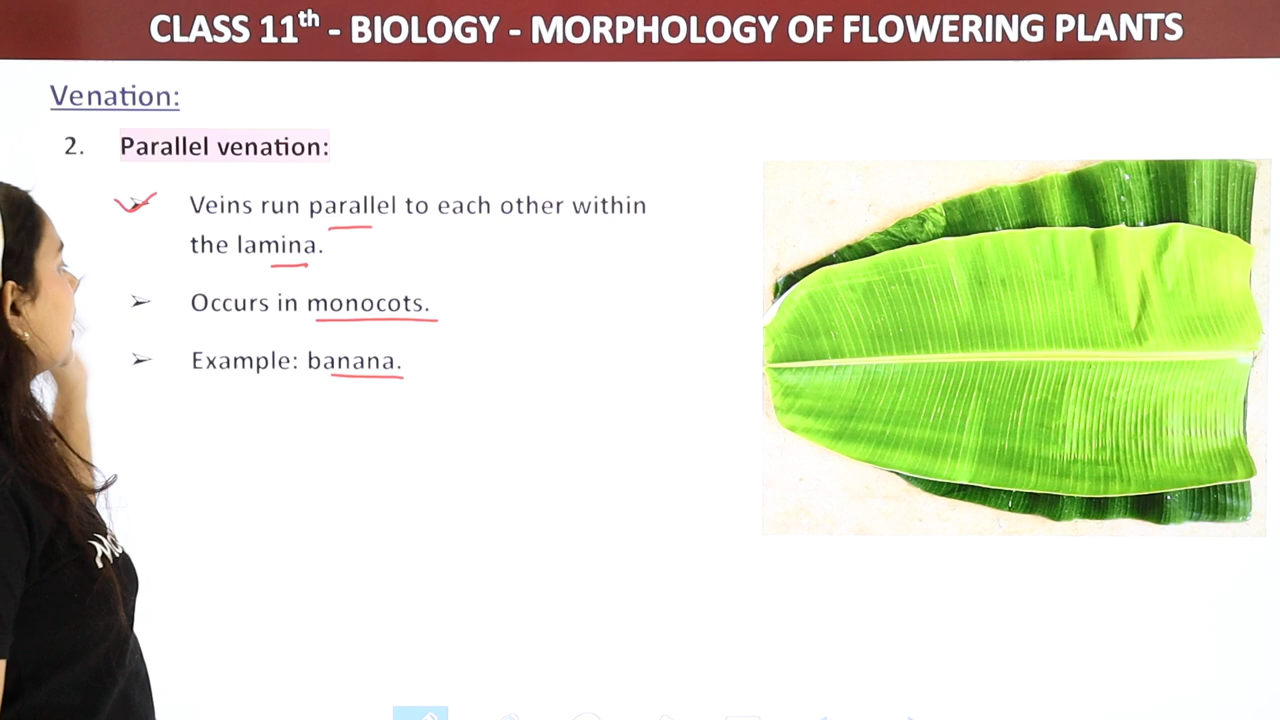 CLASS 11th - BIOLOGY - MORPHOLOGY OF FLOWERING PLANTS
Venation:
2. Parallel venation:
➢ Veins run parallel to each other within
the lamina.
➢ Occurs in monocots.
➢ Example: banana.